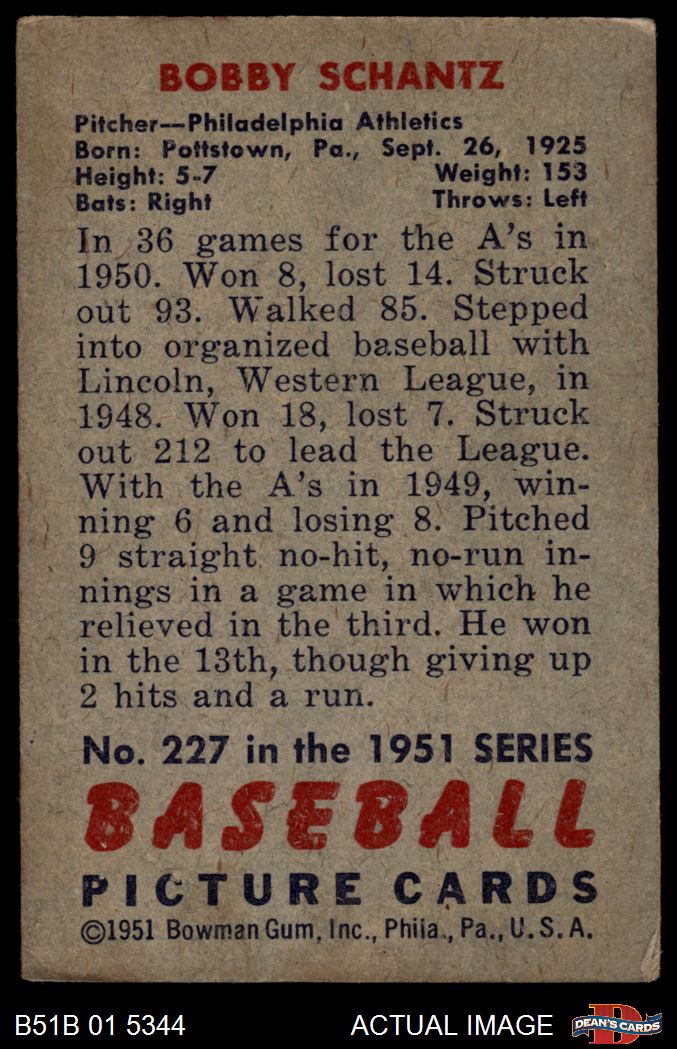 BOBBY SCHANTZ
Pitcher--Philadelphia Athletics
Born: Pottstown, Pa., Sept. 26, 1925
Height: 5-7 Weight: 153
Bats: Right Throws: Left
In 36 games for the A's in
1950. Won 8, lost 14. Struck
out 93. Walked 85. Stepped
into organized baseball with
Lincoln, Western League, in
1948. Won 18, lost 7. Struck
out 212 to lead the League.
With the A's in 1949, win-
ning 6 and losing 8. Pitched
9 straight no-hit, no-run in-
nings in a game in which he
relieved in the third. He won
in the 13th, though giving up
2 hits and a run.
No. 227 in the 1951 SERIES
BASEBALL
PICTURE CARDS
©1951 Bowman Gum, Inc., Phila., Pa., U.S.A.
B51B 01 5344 ACTUAL IMAGE D DEAN'S CARDS